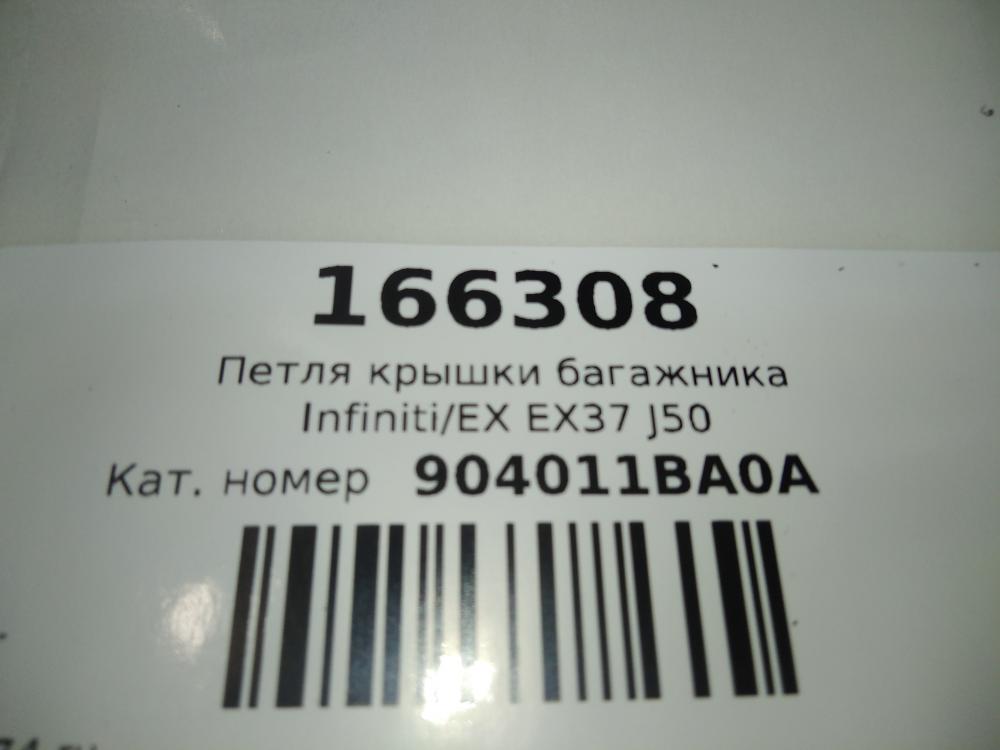 166308
Петля крышки багажника
Infiniti/EX EX37 J50
Кат. номер 904011BA0A